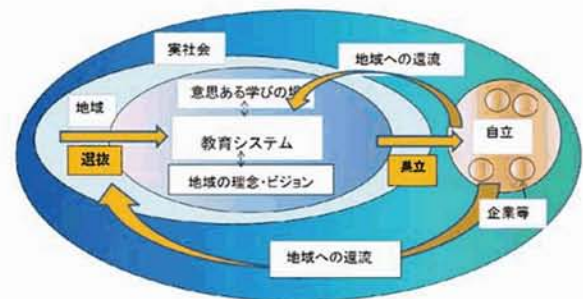 実社会
地域への還流
地域
意思ある学びの場
選抜
教育システム
自立
地域の理念・ビジョン
企業等
地域への還流